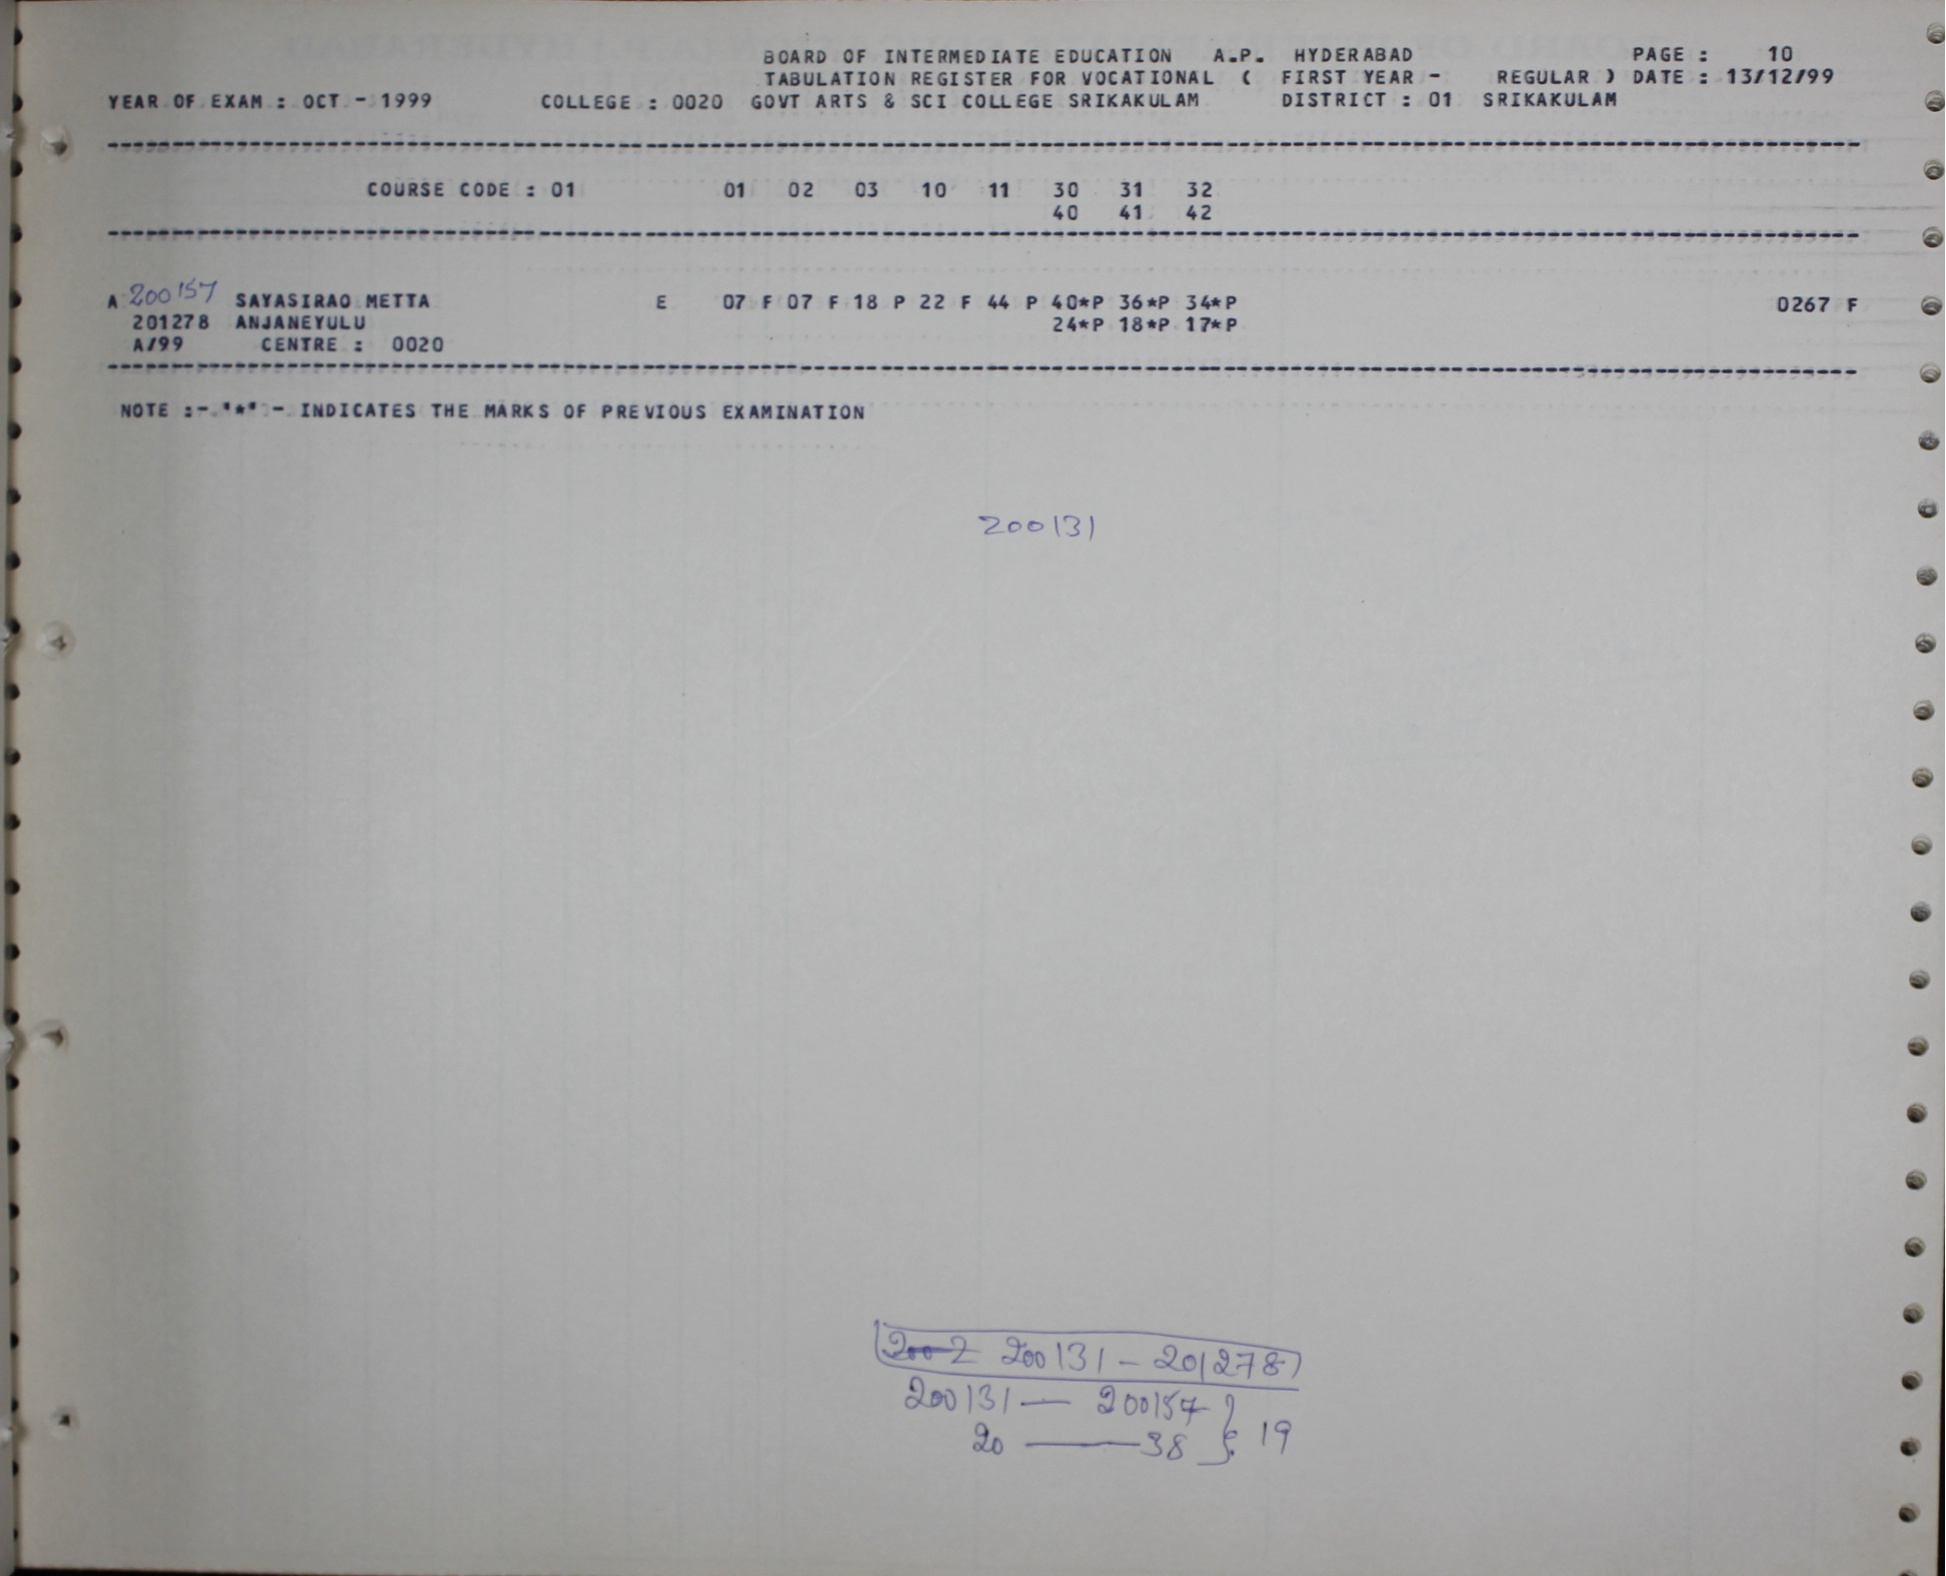 BOARD OF INTERMEDIATE EDUCATION A.P. HYDERABAD PAGE : 10
TABULATION REGISTER FOR VOCATIONAL ( FIRST YEAR - REGULAR ) DATE : 13/12/99
YEAR OF EXAM : OCT - 1999 COLLEGE : 0020 GOVT ARTS & SCI COLLEGE SRIKAKULAM DISTRICT : 01 SRIKAKULAM
COURSE CODE : 01 01 02 03 10 11 30 31 32
40 41 42
A 200157 SAYASIRAO METTA E 07 F 07 F 18 P 22 F 44 P 40*P 36*P 34*P 0267 F
201278 ANJANEYULU 24*P 18*P 17*P
A/99 CENTRE : 0020
NOTE :- '*' - INDICATES THE MARKS OF PREVIOUS EXAMINATION
200131
200131 - 201278
200131 — 200157 } 19
20 — 38